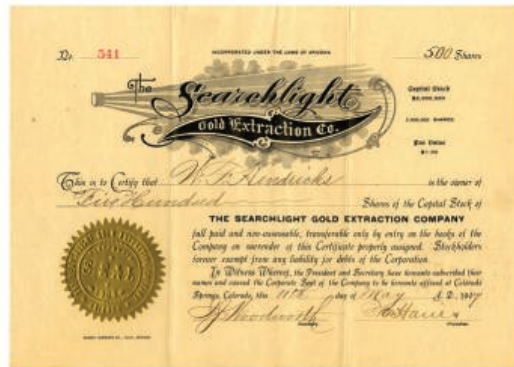 No. 541 INCORPORATED UNDER THE LAWS OF ARIZONA 500 Shares
The Searchlight
Gold Extraction Co.
Capital Stock
$2,000,000
2,000,000 SHARES
Par Value
$1.00
This is to Certify that W. F. Hendricks is the owner of
Five Hundred Shares of the Capital Stock of
THE SEARCHLIGHT GOLD EXTRACTION COMPANY
full paid and non-assessable, transferable only by entry on the books of the
Company on surrender of this Certificate properly assigned. Stockholders
forever exempt from any liability for debts of the Corporation.
In Witness Whereof, the President and Secretary have hereunto subscribed their
names and caused the Corporate Seal of the Company to be hereunto affixed at Colorado
Springs, Colorado, this 11th day of May A.D. 1907
Woodworth
Secretary President
SEAL